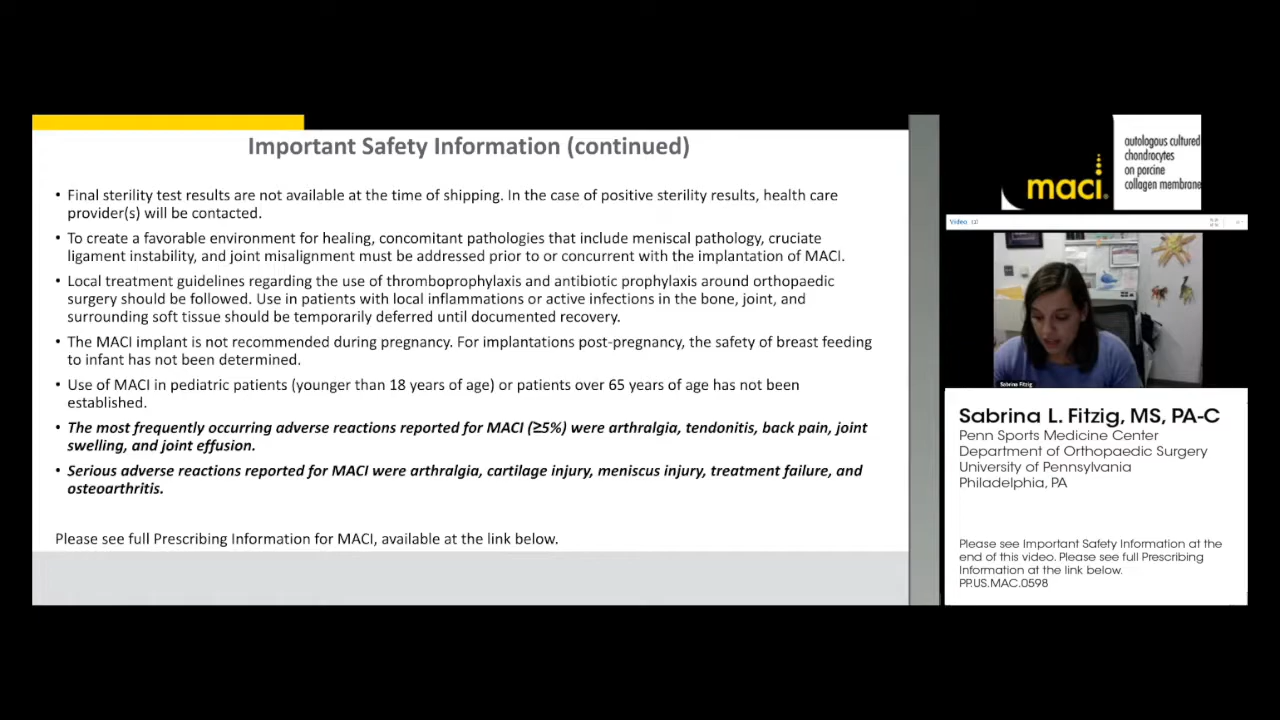 Important Safety Information (continued)
• Final sterility test results are not available at the time of shipping. In the case of positive sterility results, health care
provider(s) will be contacted.
• To create a favorable environment for healing, concomitant pathologies that include meniscal pathology, cruciate
ligament instability, and joint misalignment must be addressed prior to or concurrent with the implantation of MACI.
• Local treatment guidelines regarding the use of thromboprophylaxis and antibiotic prophylaxis around orthopaedic
surgery should be followed. Use in patients with local inflammations or active infections in the bone, joint, and
surrounding soft tissue should be temporarily deferred until documented recovery.
• The MACI implant is not recommended during pregnancy. For implantations post-pregnancy, the safety of breast feeding
to infant has not been determined.
• Use of MACI in pediatric patients (younger than 18 years of age) or patients over 65 years of age has not been
established.
• The most frequently occurring adverse reactions reported for MACI (≥5%) were arthralgia, tendonitis, back pain, joint
swelling, and joint effusion.
• Serious adverse reactions reported for MACI were arthralgia, cartilage injury, meniscus injury, treatment failure, and
osteoarthritis.
Please see full Prescribing Information for MACI, available at the link below.
maci®
autologous cultured
chondrocytes
on porcine
collagen membrane
Video
Sabrina Fitzig
Sabrina L. Fitzig, MS, PA-C
Penn Sports Medicine Center
Department of Orthopaedic Surgery
University of Pennsylvania
Philadelphia, PA
Please see Important Safety Information at the
end of this video. Please see full Prescribing
Information at the link below.
PP.US.MAC.0598